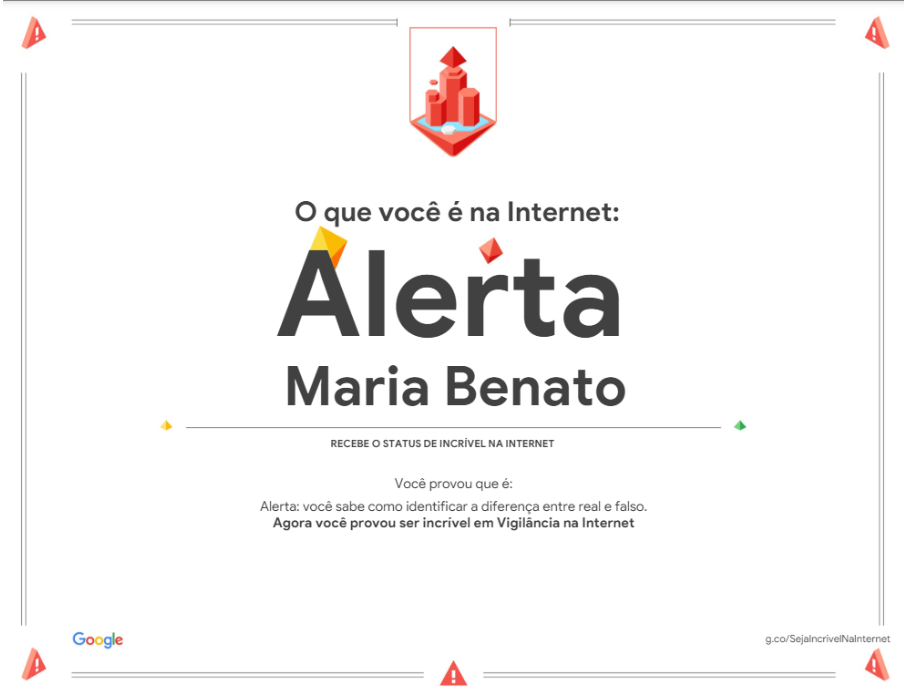 O que você é na Internet:
Alerta
Maria Benato
RECEBE O STATUS DE INCRÍVEL NA INTERNET
Você provou que é:
Alerta: você sabe como identificar a diferença entre real e falso.
Agora você provou ser incrível em Vigilância na Internet
Google
g.co/SejaIncrivelNaInternet